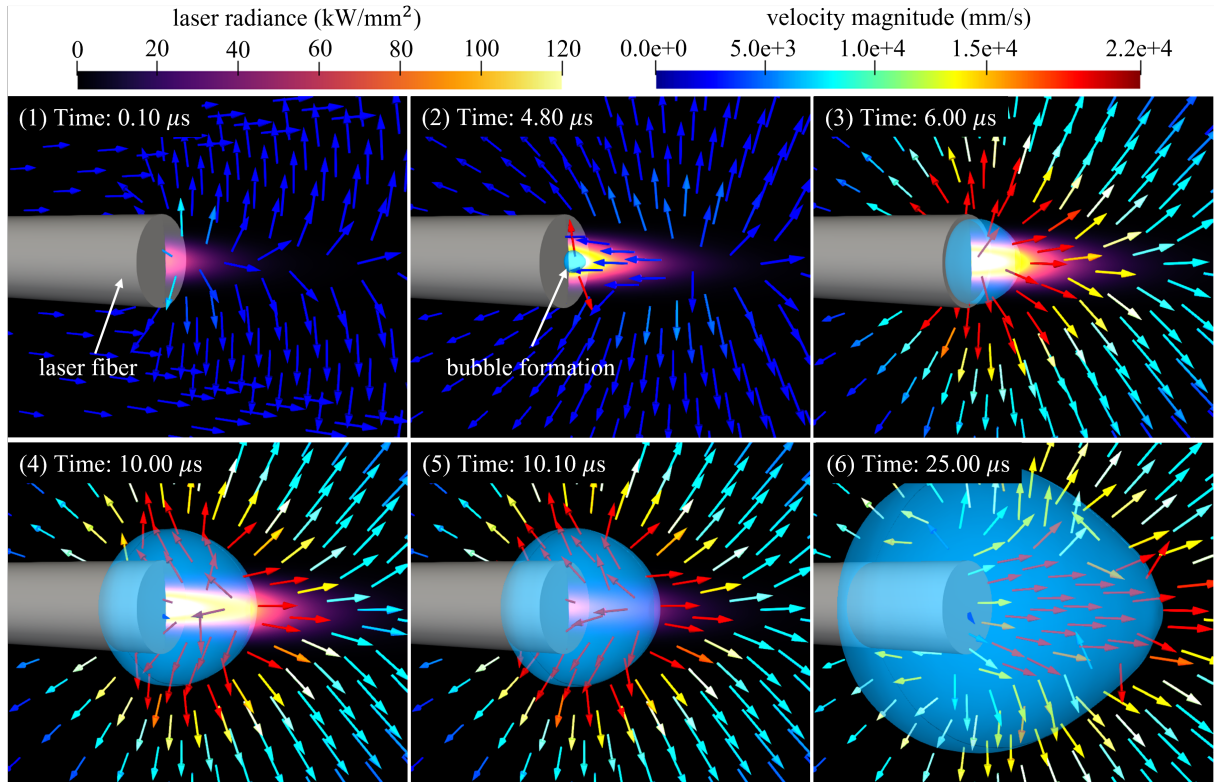 laser radiance (kW/mm²)
velocity magnitude (mm/s)
0 20 40 60 80 100 120
0.0e+0 5.0e+3 1.0e+4 1.5e+4 2.2e+4
(1) Time: 0.10 μs
(2) Time: 4.80 μs
(3) Time: 6.00 μs
laser fiber
bubble formation
(4) Time: 10.00 μs
(5) Time: 10.10 μs
(6) Time: 25.00 μs